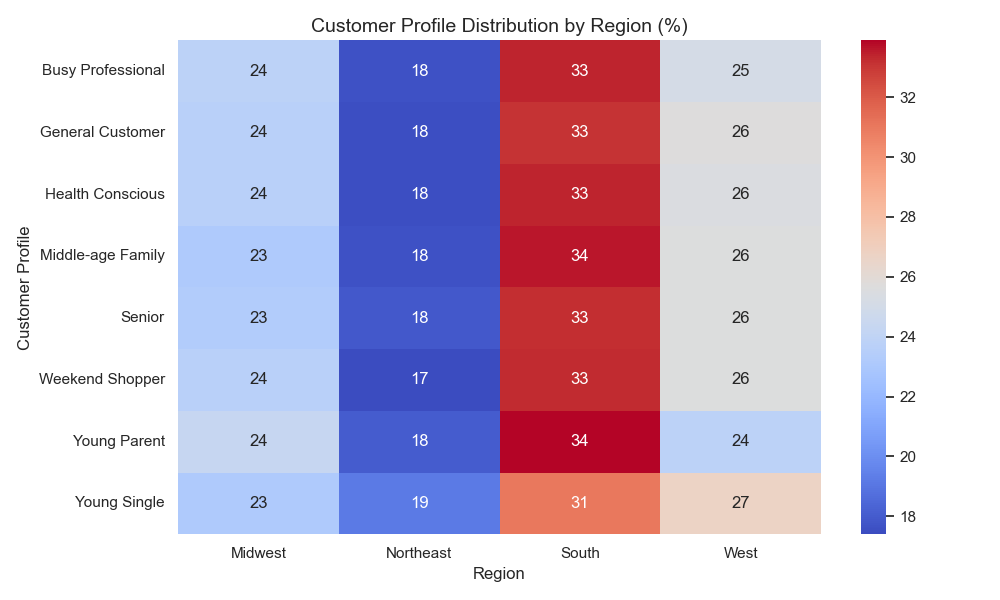 Customer Profile Distribution by Region (%)
Customer Profile
Busy Professional 24 18 33 25
General Customer 24 18 33 26
Health Conscious 24 18 33 26
Middle-age Family 23 18 34 26
Senior 23 18 33 26
Weekend Shopper 24 17 33 26
Young Parent 24 18 34 24
Young Single 23 19 31 27
Midwest Northeast South West
Region
32
30
28
26
24
22
20
18